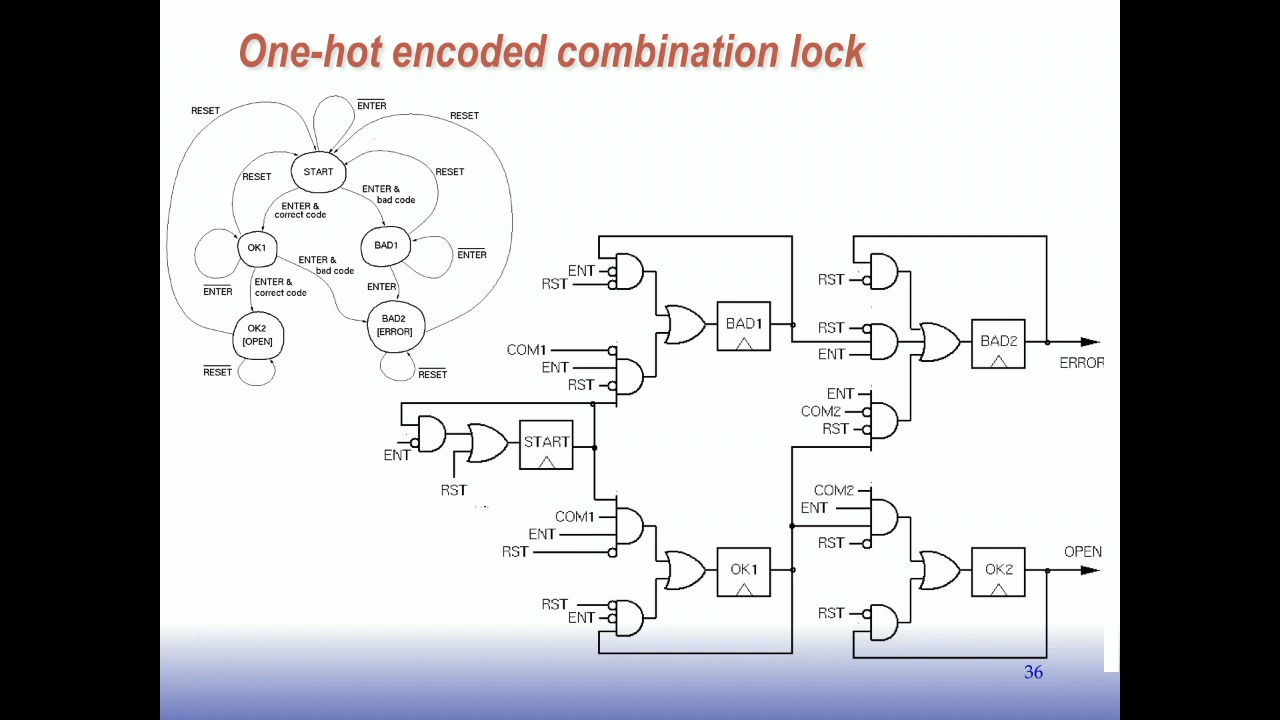 One-hot encoded combination lock
RESET
ENTER
RESET
START
RESET
RESET
ENTER &
bad code
ENTER &
correct code
OK1
BAD1
ENTER
ENTER &
bad code
ENTER
ENTER &
correct code
ENTER
OK2
[OPEN]
BAD2
[ERROR]
RESET
RESET
ENT
RST
BAD1
COM1
ENT
RST
ENT
RST
START
COM1
ENT
RST
OK1
RST
ENT
RST
RST
ENT
BAD2
ERROR
ENT
COM2
RST
COM2
ENT
RST
OK2
OPEN
RST
36